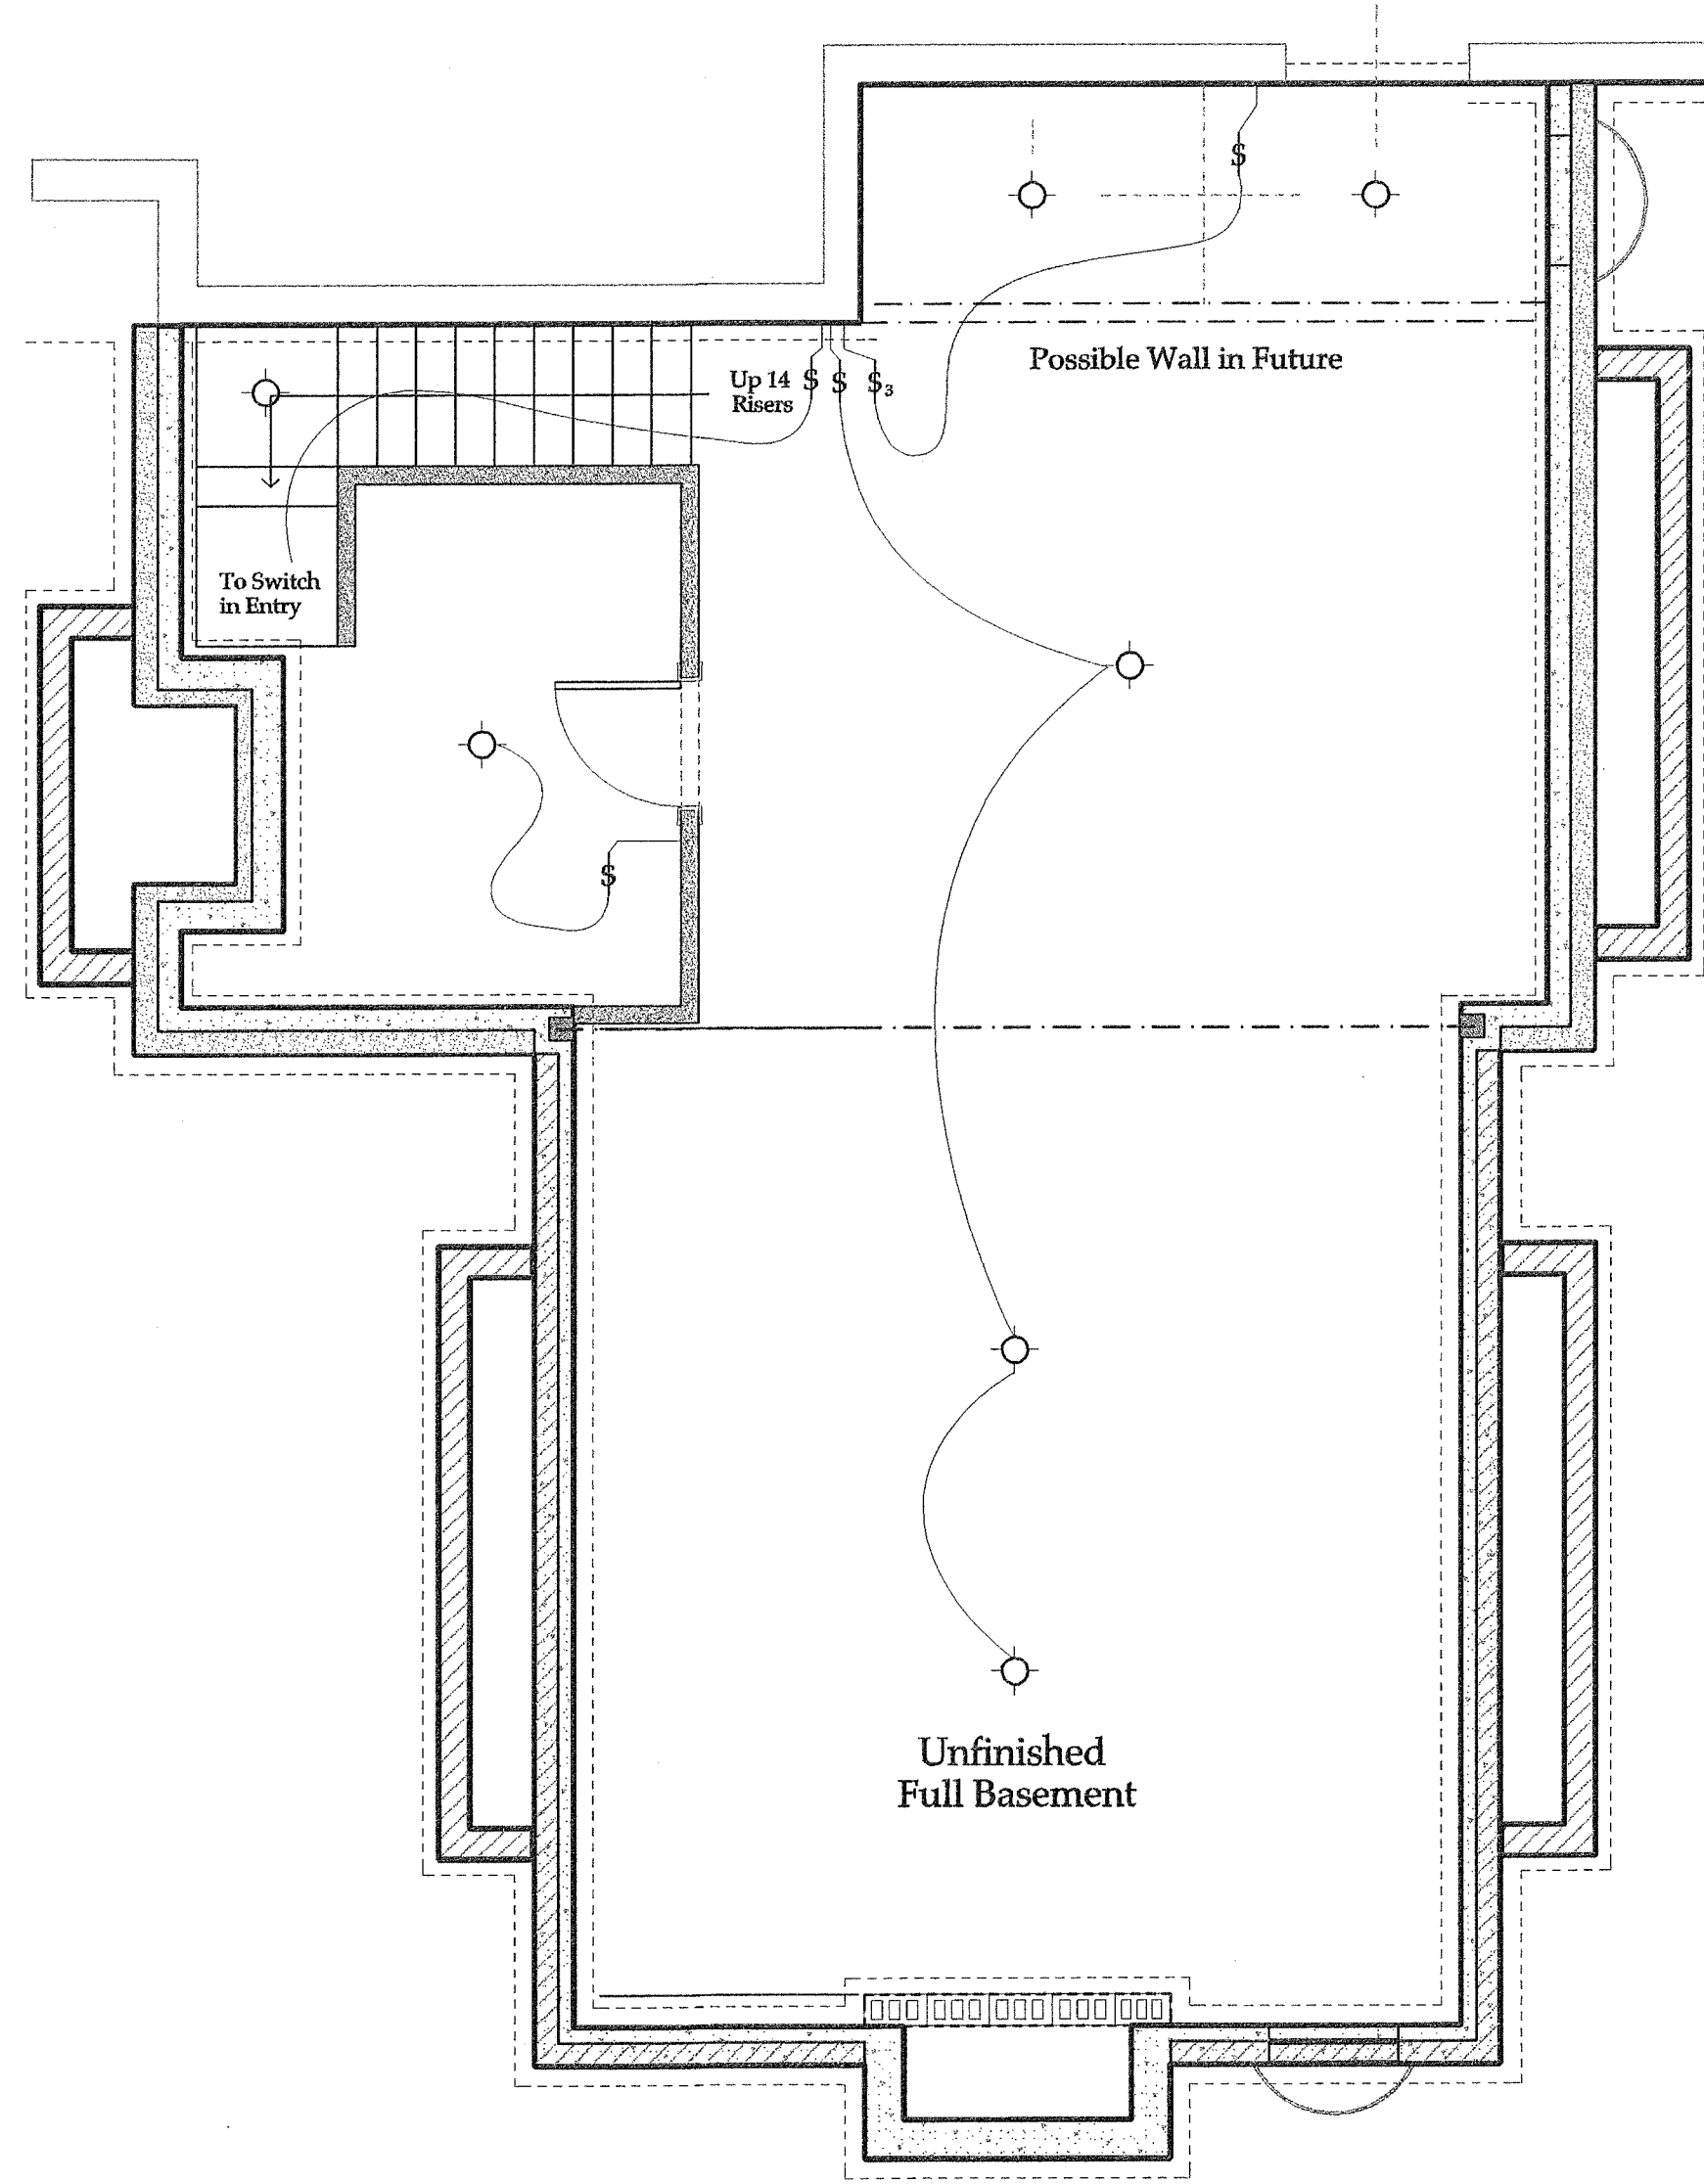 $
Possible Wall in Future
Up 14 $ $ $3
Risers
To Switch
in Entry
$
Unfinished
Full Basement